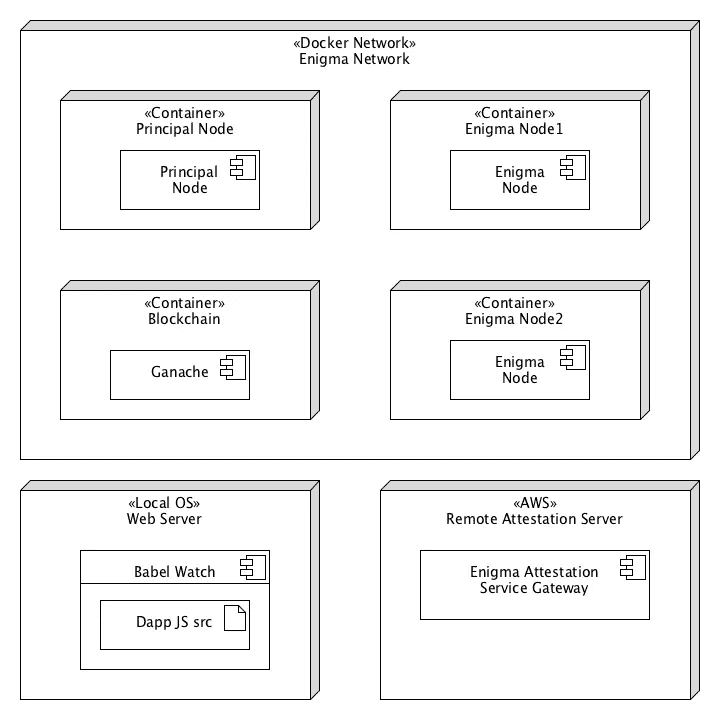 «Docker Network»
Enigma Network
«Container»
Principal Node
Principal
Node
«Container»
Enigma Node1
Enigma
Node
«Container»
Blockchain
Ganache
«Container»
Enigma Node2
Enigma
Node
«Local OS»
Web Server
Babel Watch
Dapp JS src
«AWS»
Remote Attestation Server
Enigma Attestation
Service Gateway